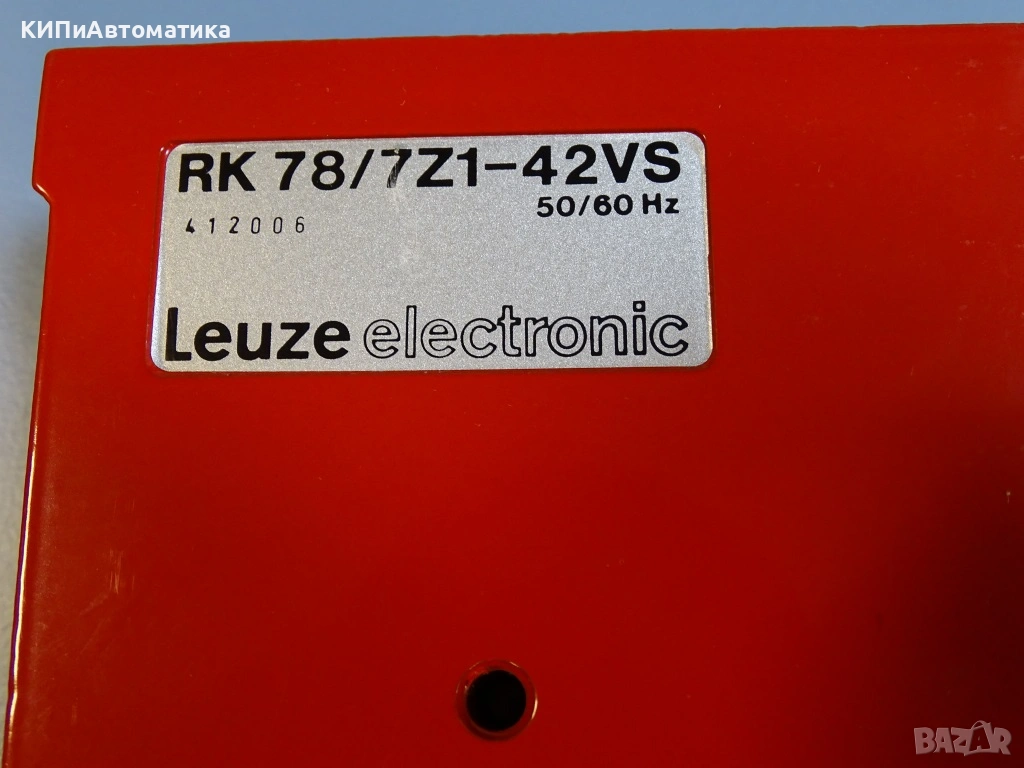 КИПиАвтоматика
RK 78/7Z1-42VS
50/60 Hz
412006
Leuze electronic
BAZAR